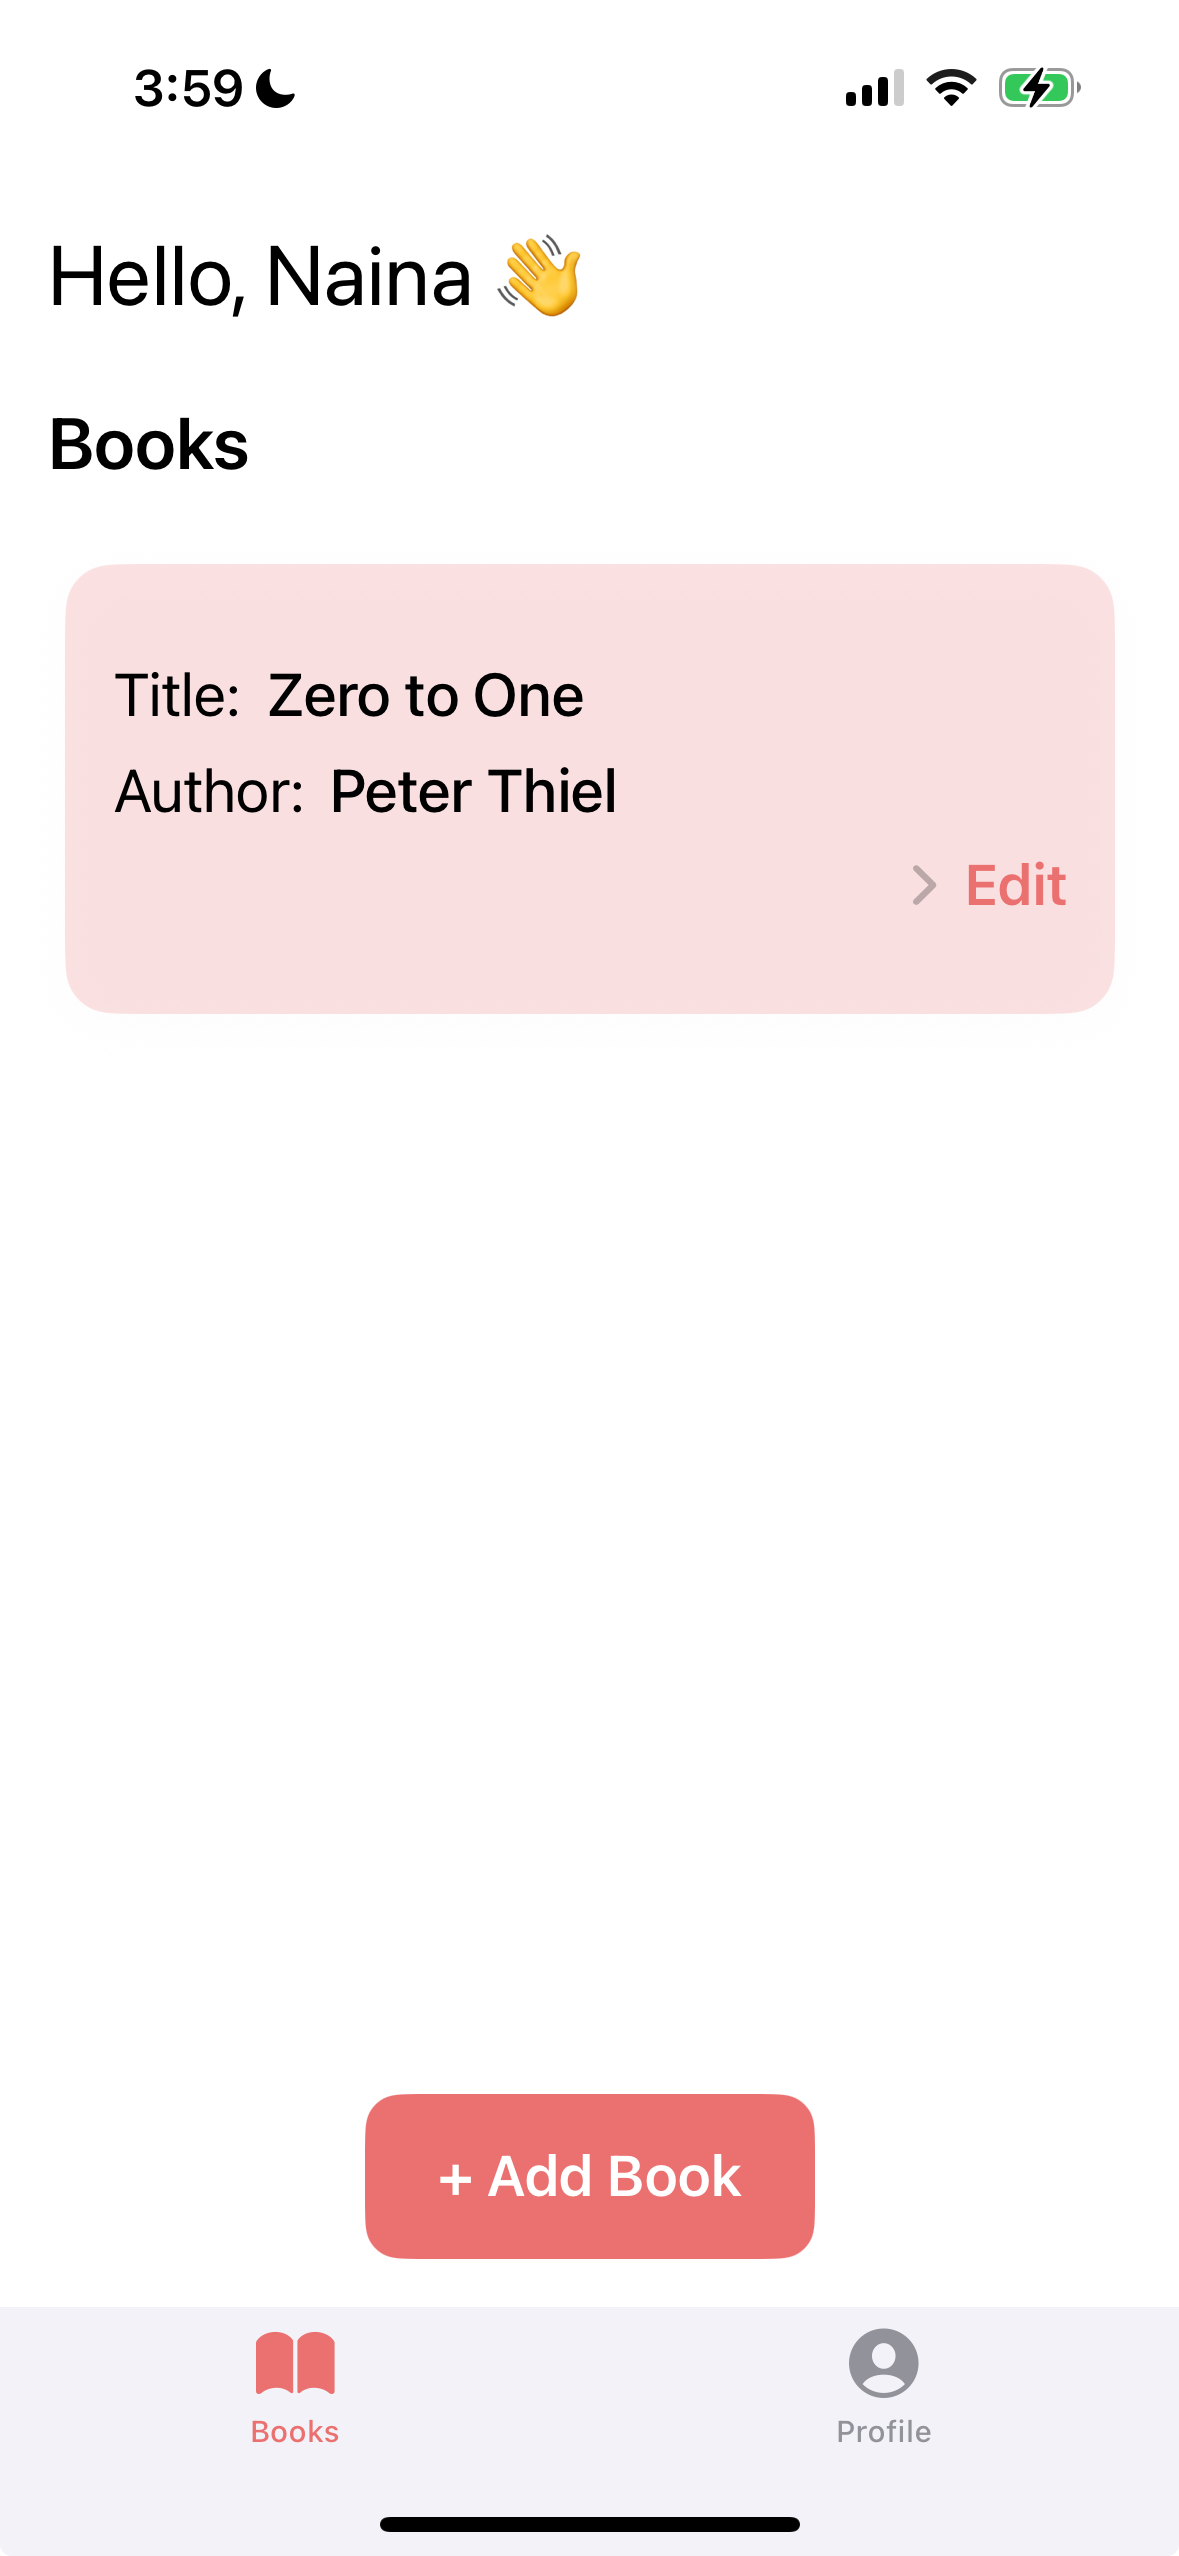 3:59
Hello, Naina 👋
Books
Title: Zero to One
Author: Peter Thiel
Edit
+ Add Book
Books Profile